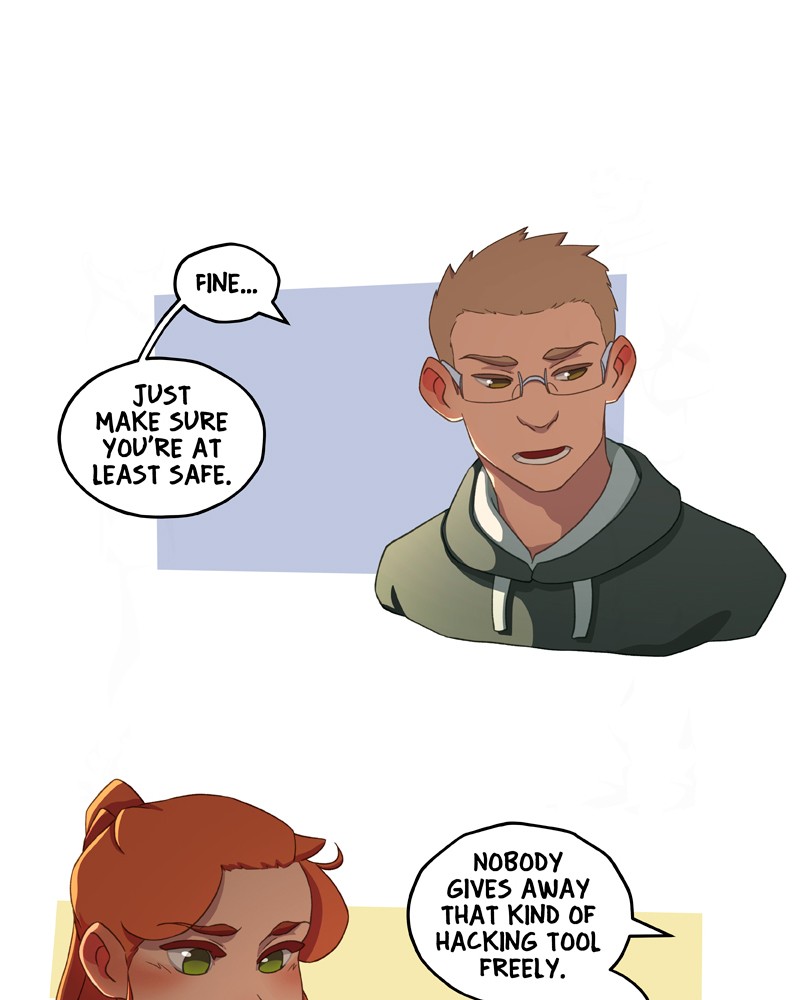 FINE...
JUST
MAKE SURE
YOU'RE AT
LEAST SAFE.
NOBODY
GIVES AWAY
THAT KIND OF
HACKING TOOL
FREELY.